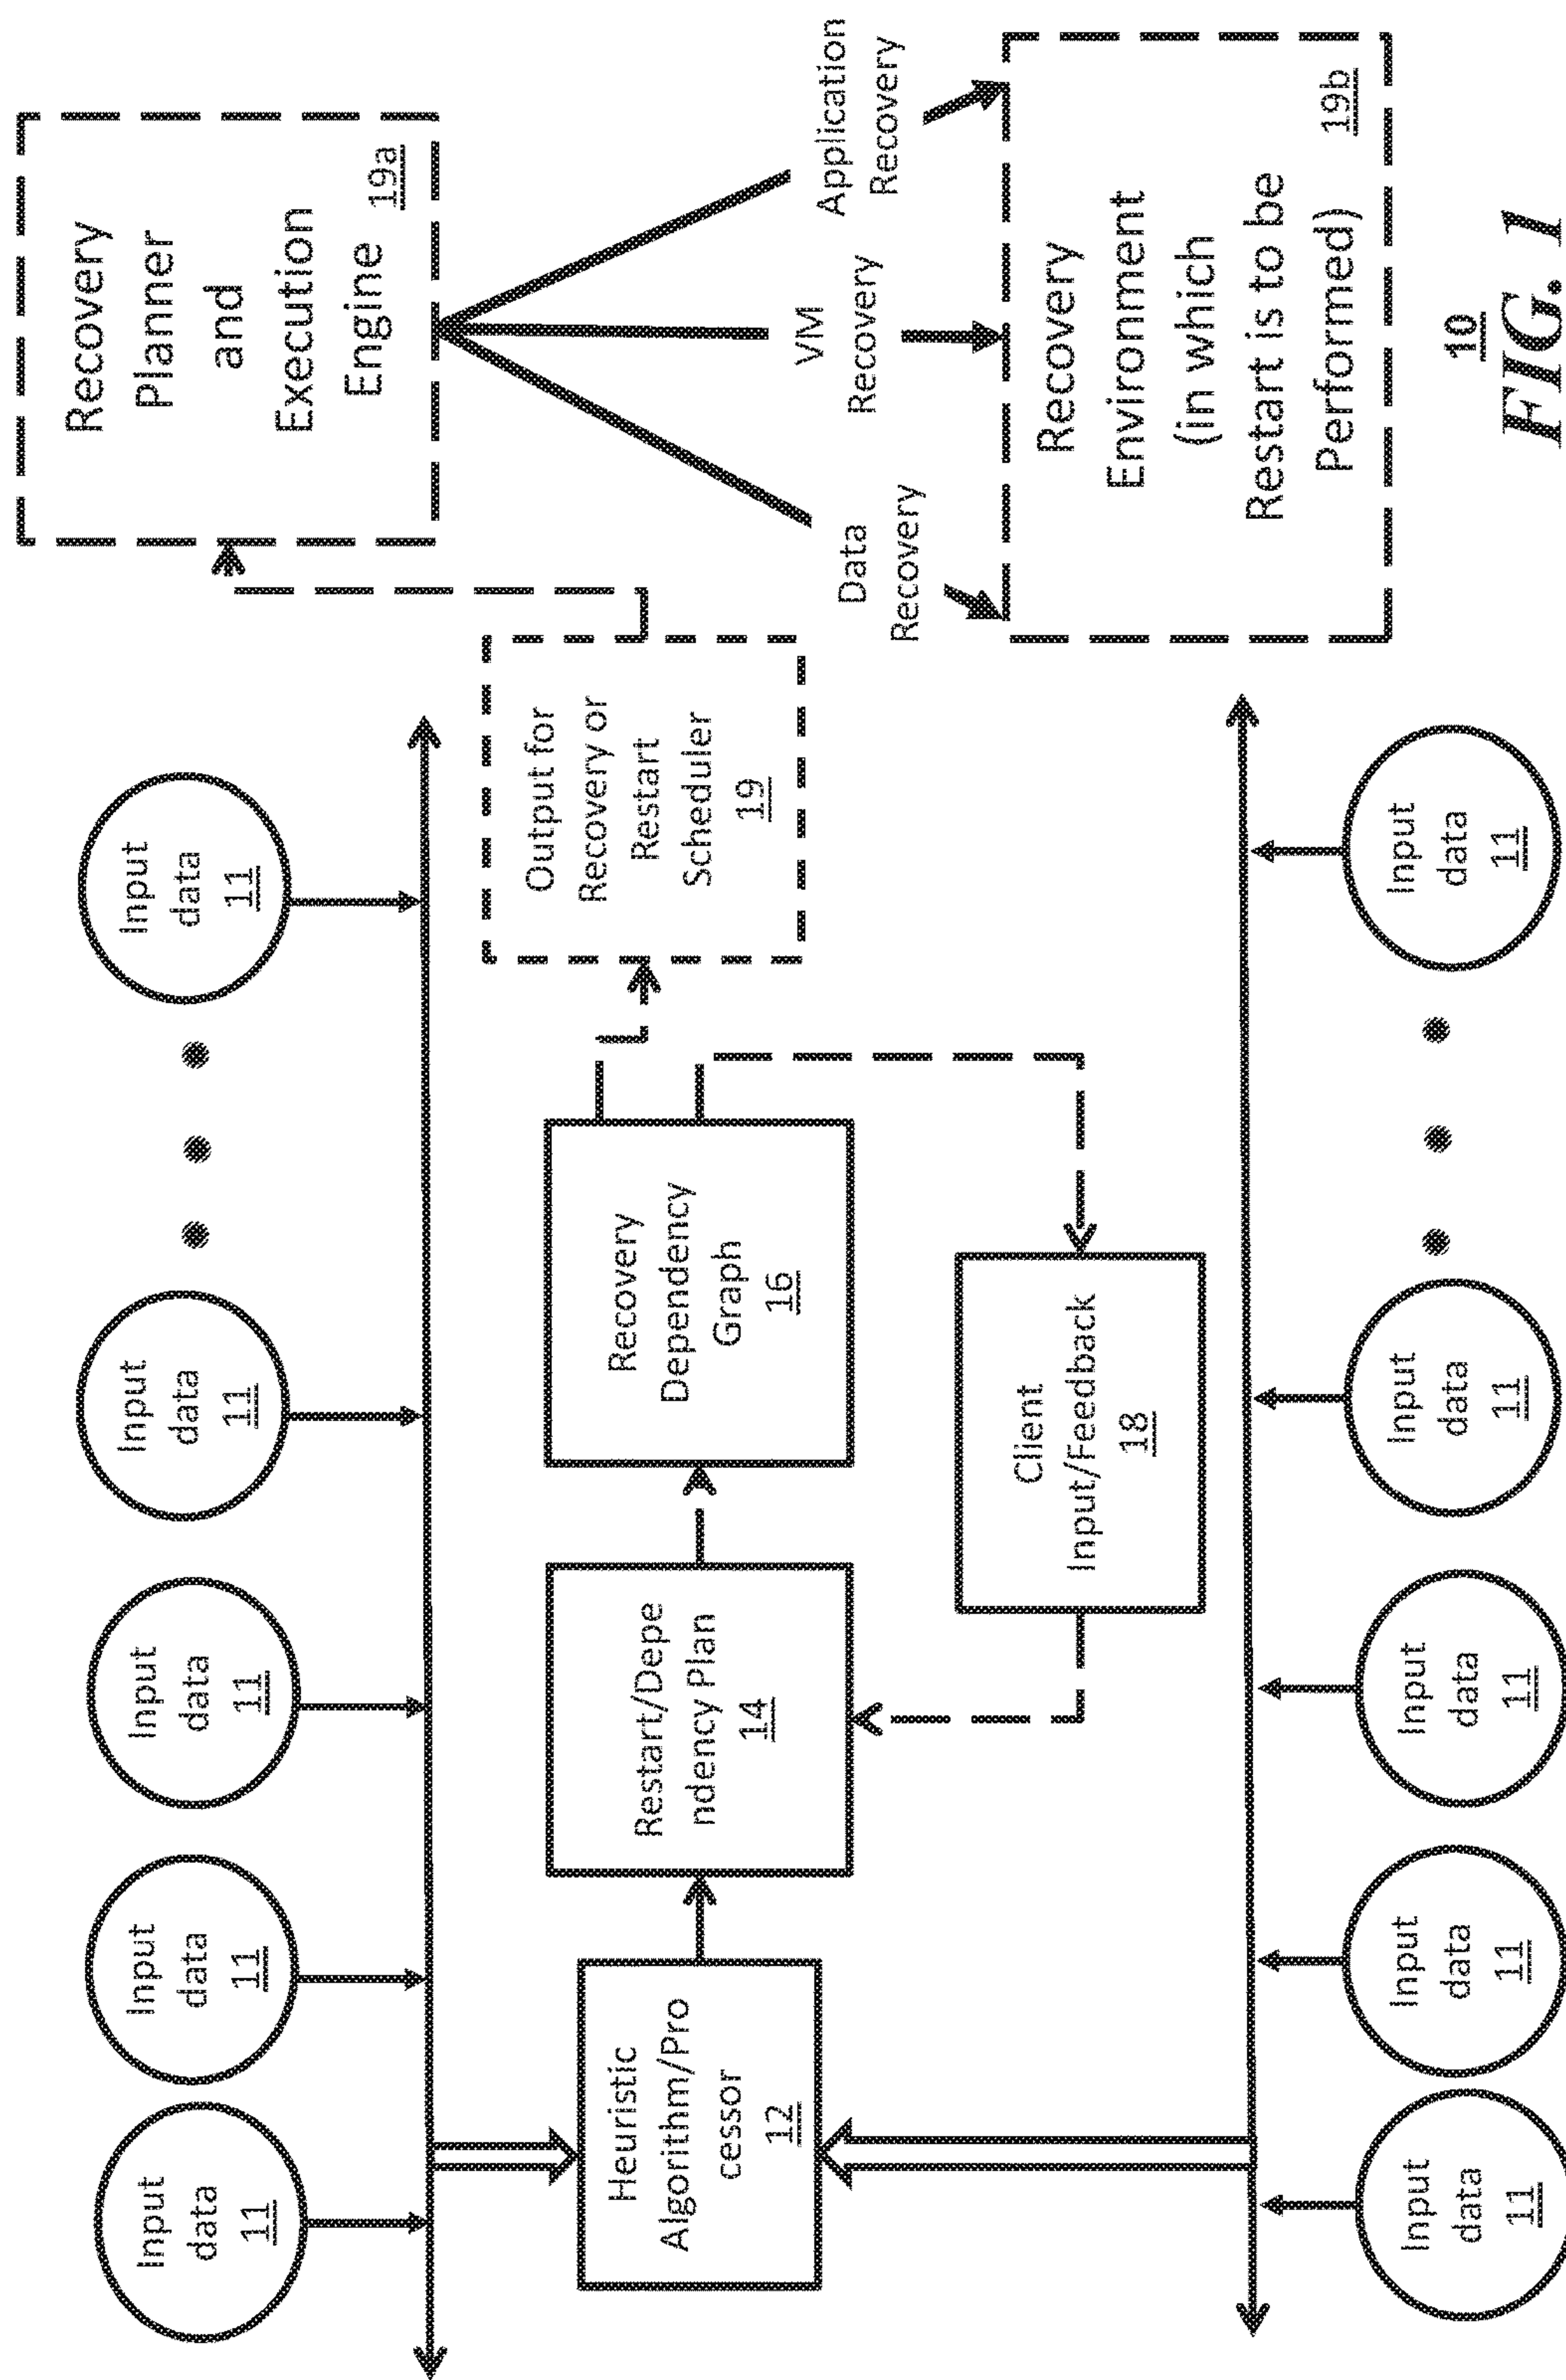 Input
data
11
Input
data
11
Input
data
11
Input
data
11
Input
data
11
Recovery
Planner
and
Execution
Engine
19a
Heuristic
Algorithm/Pro
cessor
12
Restart/Depe
ndency Plan
14
Recovery
Dependency
Graph
16
Output for
Recovery or
Restart
Scheduler
19
Client
Input/Feedback
18
Data
Recovery
VM
Recovery
Application
Recovery
Recovery
Environment
(in which
Restart is to be
Performed)
19b
Input
data
11
Input
data
11
Input
data
11
Input
data
11
Input
data
11
10
FIG. 1